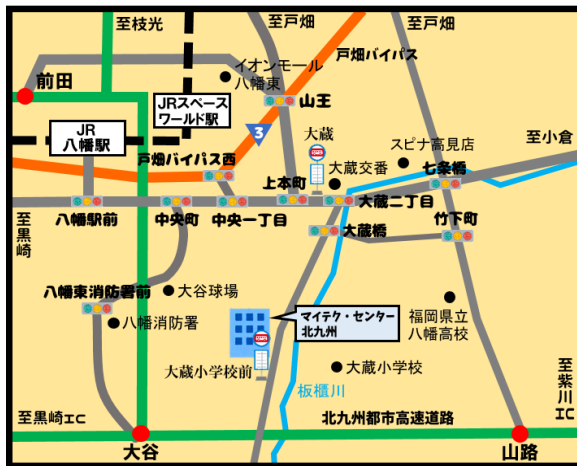 至枝光
至戸畑
至戸畑
戸畑バイパス
前田
イオンモール
八幡東
JRスペース
ワールド駅
山王
3
JR
八幡駅
大蔵
スピナ高見店
至小倉
戸畑バイパス西
大蔵交番
七条橋
上本町
大蔵二丁目
至黒崎
八幡駅前
中央町
中央一丁目
大蔵橋
竹下町
八幡東消防署前
大谷球場
八幡消防署
マイテク・センター
北九州
福岡県立
八幡高校
大蔵小学校前
大蔵小学校
板櫃川
至黒崎IC
北九州都市高速道路
至紫川IC
大谷
山路